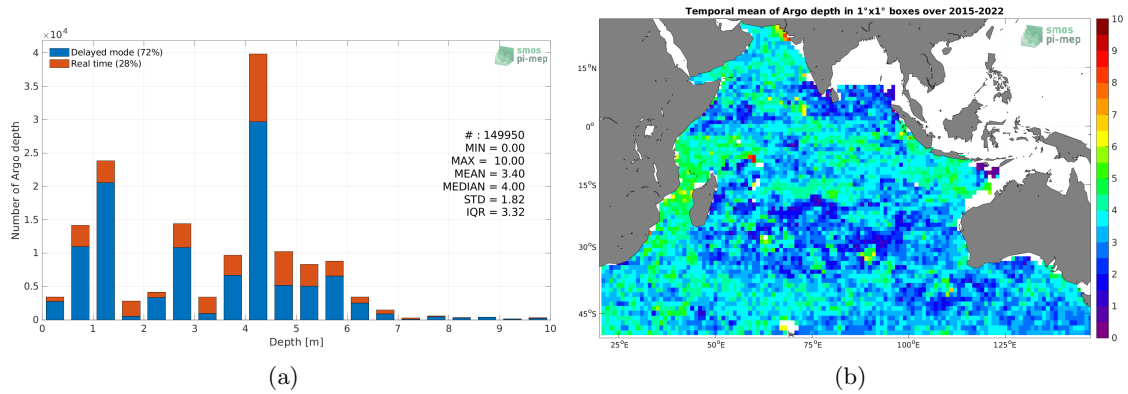 ×10⁴
Delayed mode (72%)
Real time (28%)
smos
pi-mep
# : 149950
MIN = 0.00
MAX = 10.00
MEAN = 3.40
MEDIAN = 4.00
STD = 1.82
IQR = 3.32
Number of Argo depth
4
3.5
3
2.5
2
1.5
1
0.5
0
0 1 2 3 4 5 6 7 8 9 10
Depth [m]
(a)
Temporal mean of Argo depth in 1°x1° boxes over 2015-2022
smos
pi-mep
15°N
0°
15°S
30°S
45°S
25°E 50°E 75°E 100°E 125°E
10
9
8
7
6
5
4
3
2
1
0
(b)